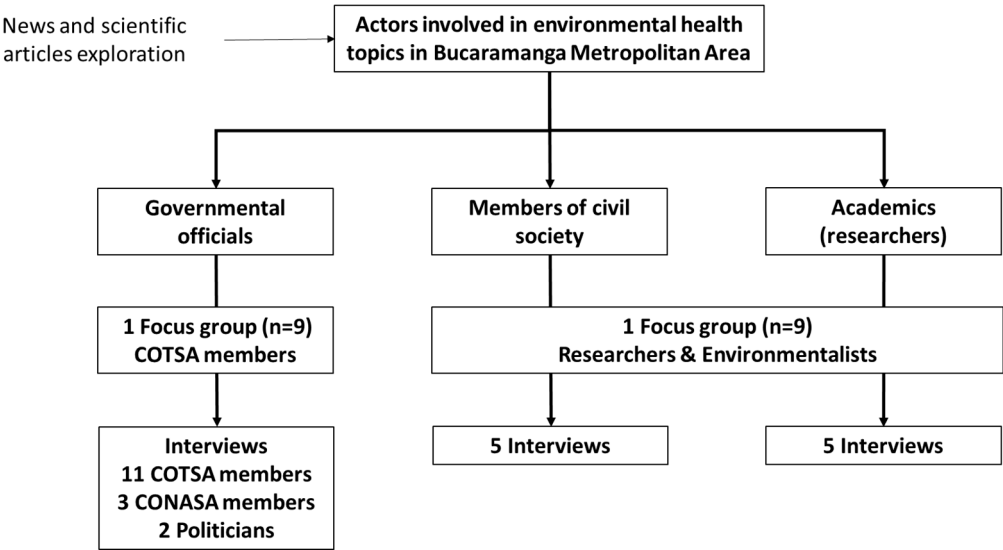 News and scientific
articles exploration
Actors involved in environmental health
topics in Bucaramanga Metropolitan Area
Governmental
officials
Members of civil
society
Academics
(researchers)
1 Focus group (n=9)
COTSA members
1 Focus group (n=9)
Researchers & Environmentalists
Interviews
11 COTSA members
3 CONASA members
2 Politicians
5 Interviews
5 Interviews